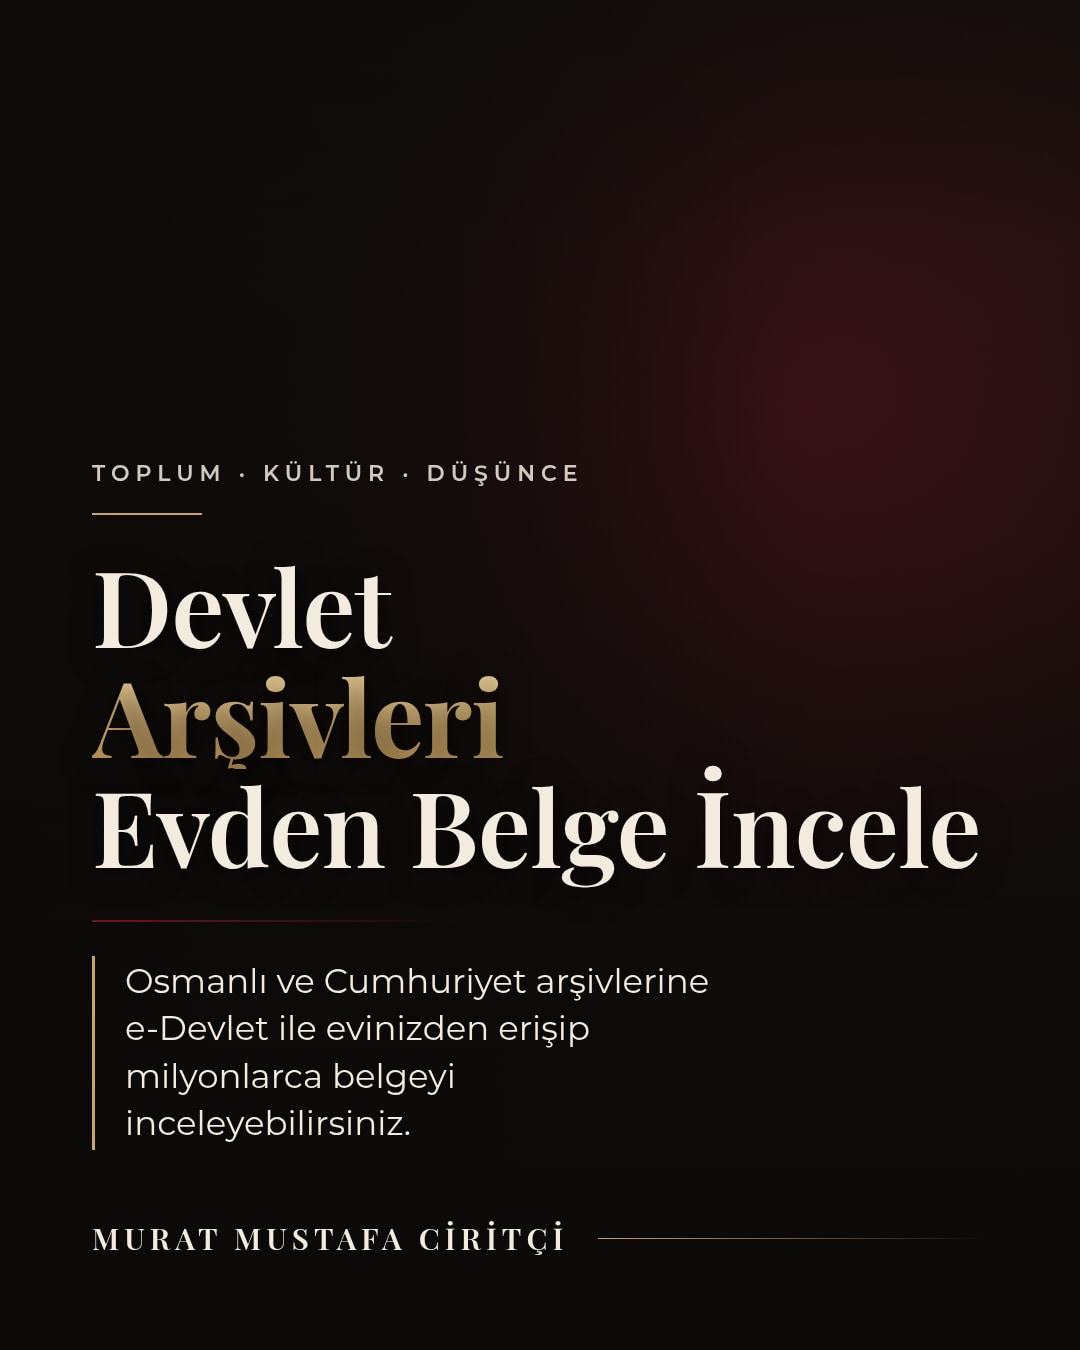 TOPLUM · KÜLTÜR · DÜŞÜNCE
Devlet
Arşivleri
Evden Belge İncele
Osmanlı ve Cumhuriyet arşivlerine
e-Devlet ile evinizden erişip
milyonlarca belgeyi
inceleyebilirsiniz.
MURAT MUSTAFA CİRİTÇİ